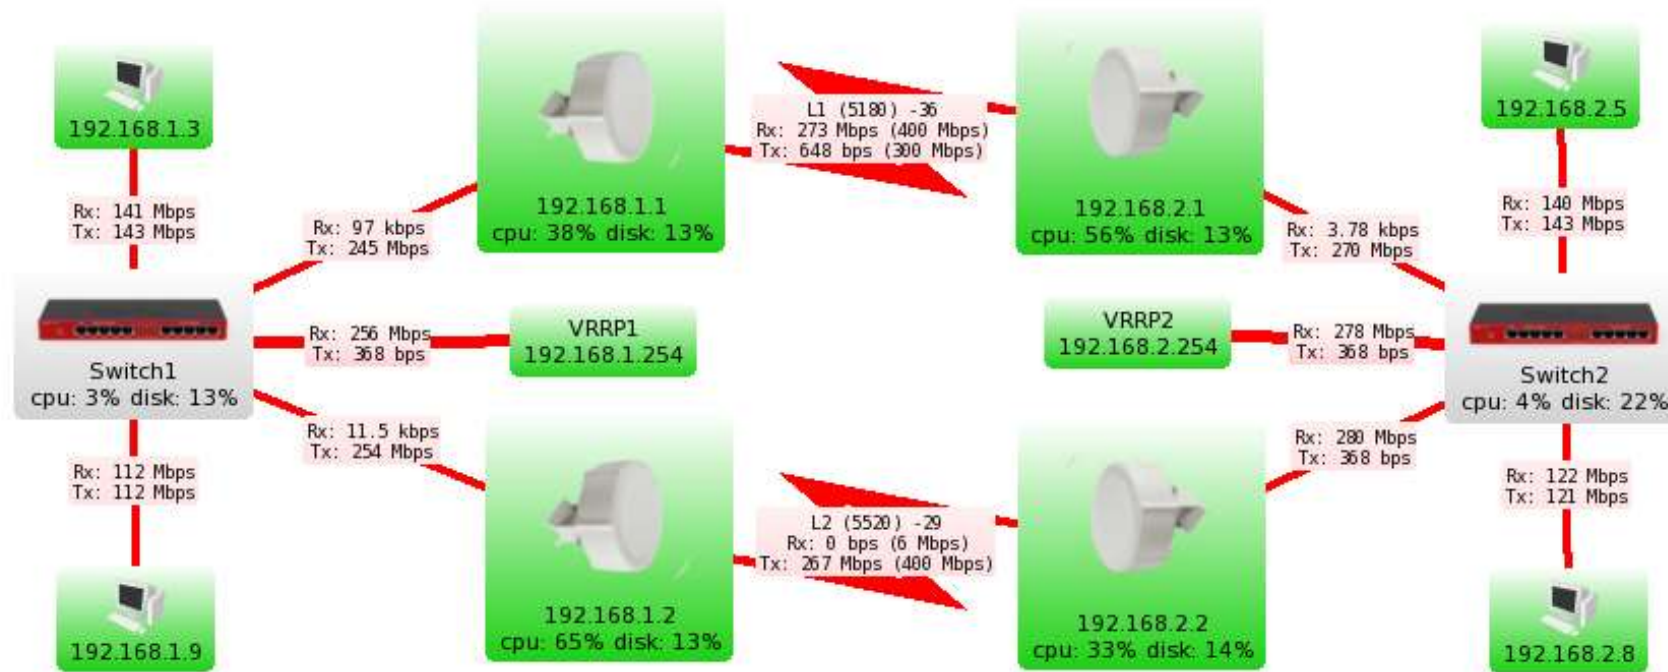 192.168.1.3
Rx: 141 Mbps
Tx: 143 Mbps
Switch1
cpu: 3% disk: 13%
Rx: 112 Mbps
Tx: 112 Mbps
192.168.1.9
Rx: 97 kbps
Tx: 245 Mbps
Rx: 256 Mbps
Tx: 368 bps
Rx: 11.5 kbps
Tx: 254 Mbps
192.168.1.1
cpu: 38% disk: 13%
VRRP1
192.168.1.254
192.168.1.2
cpu: 65% disk: 13%
L1 (5180) -36
Rx: 273 Mbps (400 Mbps)
Tx: 648 bps (300 Mbps)
L2 (5520) -29
Rx: 0 bps (6 Mbps)
Tx: 267 Mbps (400 Mbps)
192.168.2.1
cpu: 56% disk: 13%
VRRP2
192.168.2.254
192.168.2.2
cpu: 33% disk: 14%
Rx: 3.78 kbps
Tx: 270 Mbps
Rx: 278 Mbps
Tx: 368 bps
Rx: 280 Mbps
Tx: 368 bps
192.168.2.5
Rx: 140 Mbps
Tx: 143 Mbps
Switch2
cpu: 4% disk: 22%
Rx: 122 Mbps
Tx: 121 Mbps
192.168.2.8